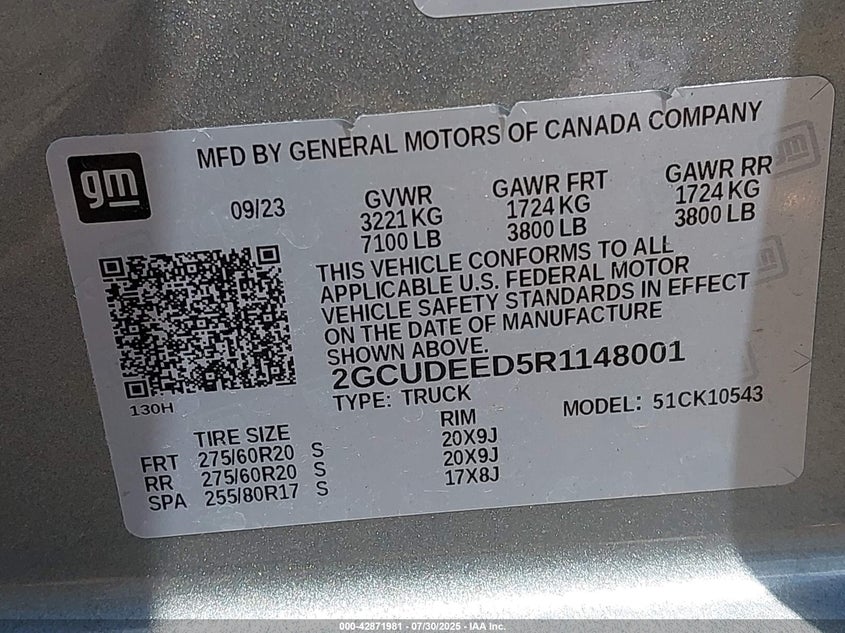 gm
MFD BY GENERAL MOTORS OF CANADA COMPANY
09/23
GVWR
3221 KG
7100 LB
GAWR FRT
1724 KG
3800 LB
GAWR RR
1724 KG
3800 LB
THIS VEHICLE CONFORMS TO ALL
APPLICABLE U.S. FEDERAL MOTOR
VEHICLE SAFETY STANDARDS IN EFFECT
ON THE DATE OF MANUFACTURE
SHOWN ABOVE.
2GCUDEED5R1148001
TYPE: TRUCK
MODEL: 51CK10543
130H
TIRE SIZE RIM
FRT 275/60R20 S 20X9J
RR 275/60R20 S 20X9J
SPA 255/80R17 S 17X8J
000-42871981 - 07/30/2025 - IAA Inc.